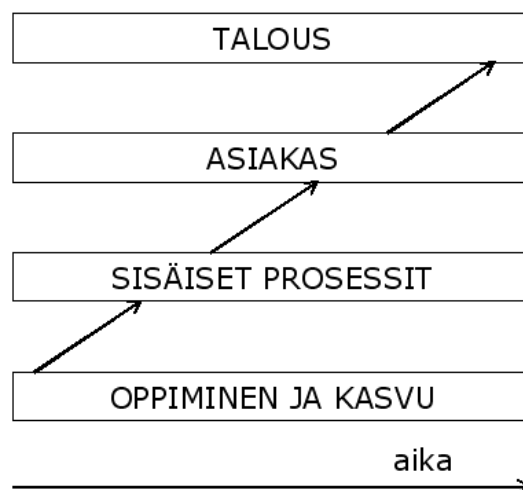 TALOUS
ASIAKAS
SISÄISET PROSESSIT
OPPIMINEN JA KASVU
aika